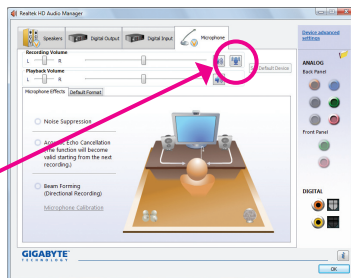 Realtek HD Audio Manager
Speakers
Digital Output
Digital Input
Microphone
Device advanced settings
Recording Volume
L
R
Default Device
Playback Volume
L
R
ANALOG
Back Panel
Microphone Effects
Default Format
Noise Suppression
Acoustic Echo Cancellation
(The function will become
valid starting from the next
recording.)
Front Panel
Beam Forming
(Directional Recording)
Microphone Calibration
DIGITAL
GIGABYTE
TECHNOLOGY
i
OK